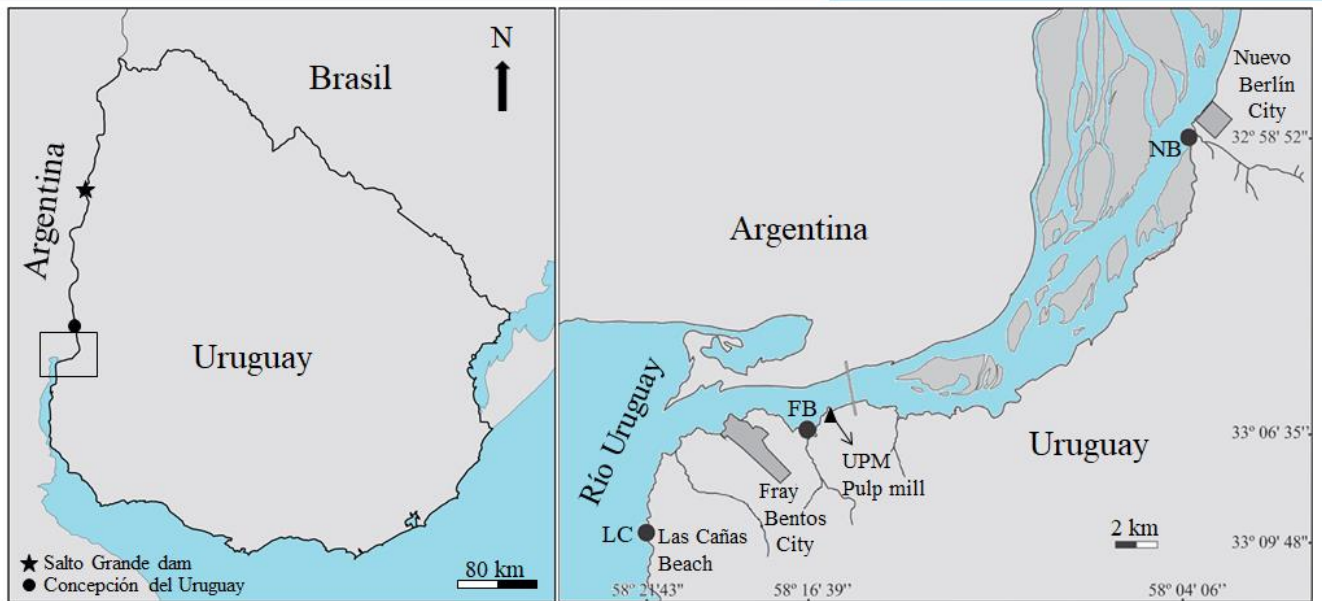 N
Brasil
Argentina
Uruguay
Salto Grande dam
Concepción del Uruguay
80 km
Nuevo
Berlín
City
32º 58' 52''
NB
Argentina
Río Uruguay
FB
33º 06' 35''
UPM
Pulp mill
Uruguay
Fray
Bentos
City
LC
Las Cañas
Beach
2 km
33º 09' 48''
58º 21'43''
58º 16'39''
58º 04'06''